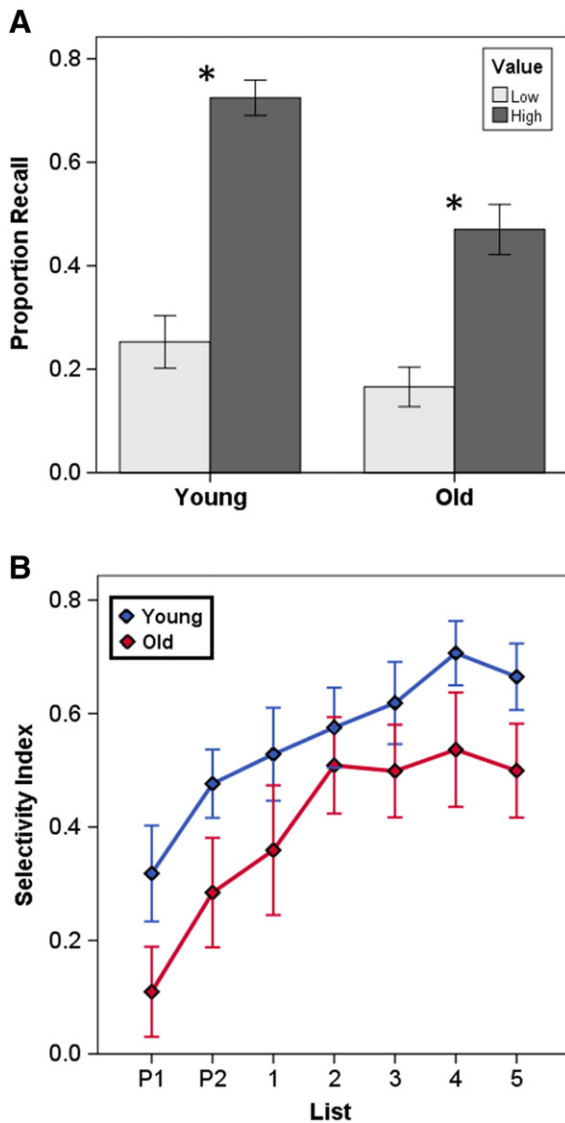 A
Proportion Recall
0.8
0.6
0.4
0.2
0.0
*
*
Value
Low
High
Young Old
B
Selectivity Index
0.8
0.6
0.4
0.2
0.0
Young
Old
P1 P2 1 2 3 4 5
List